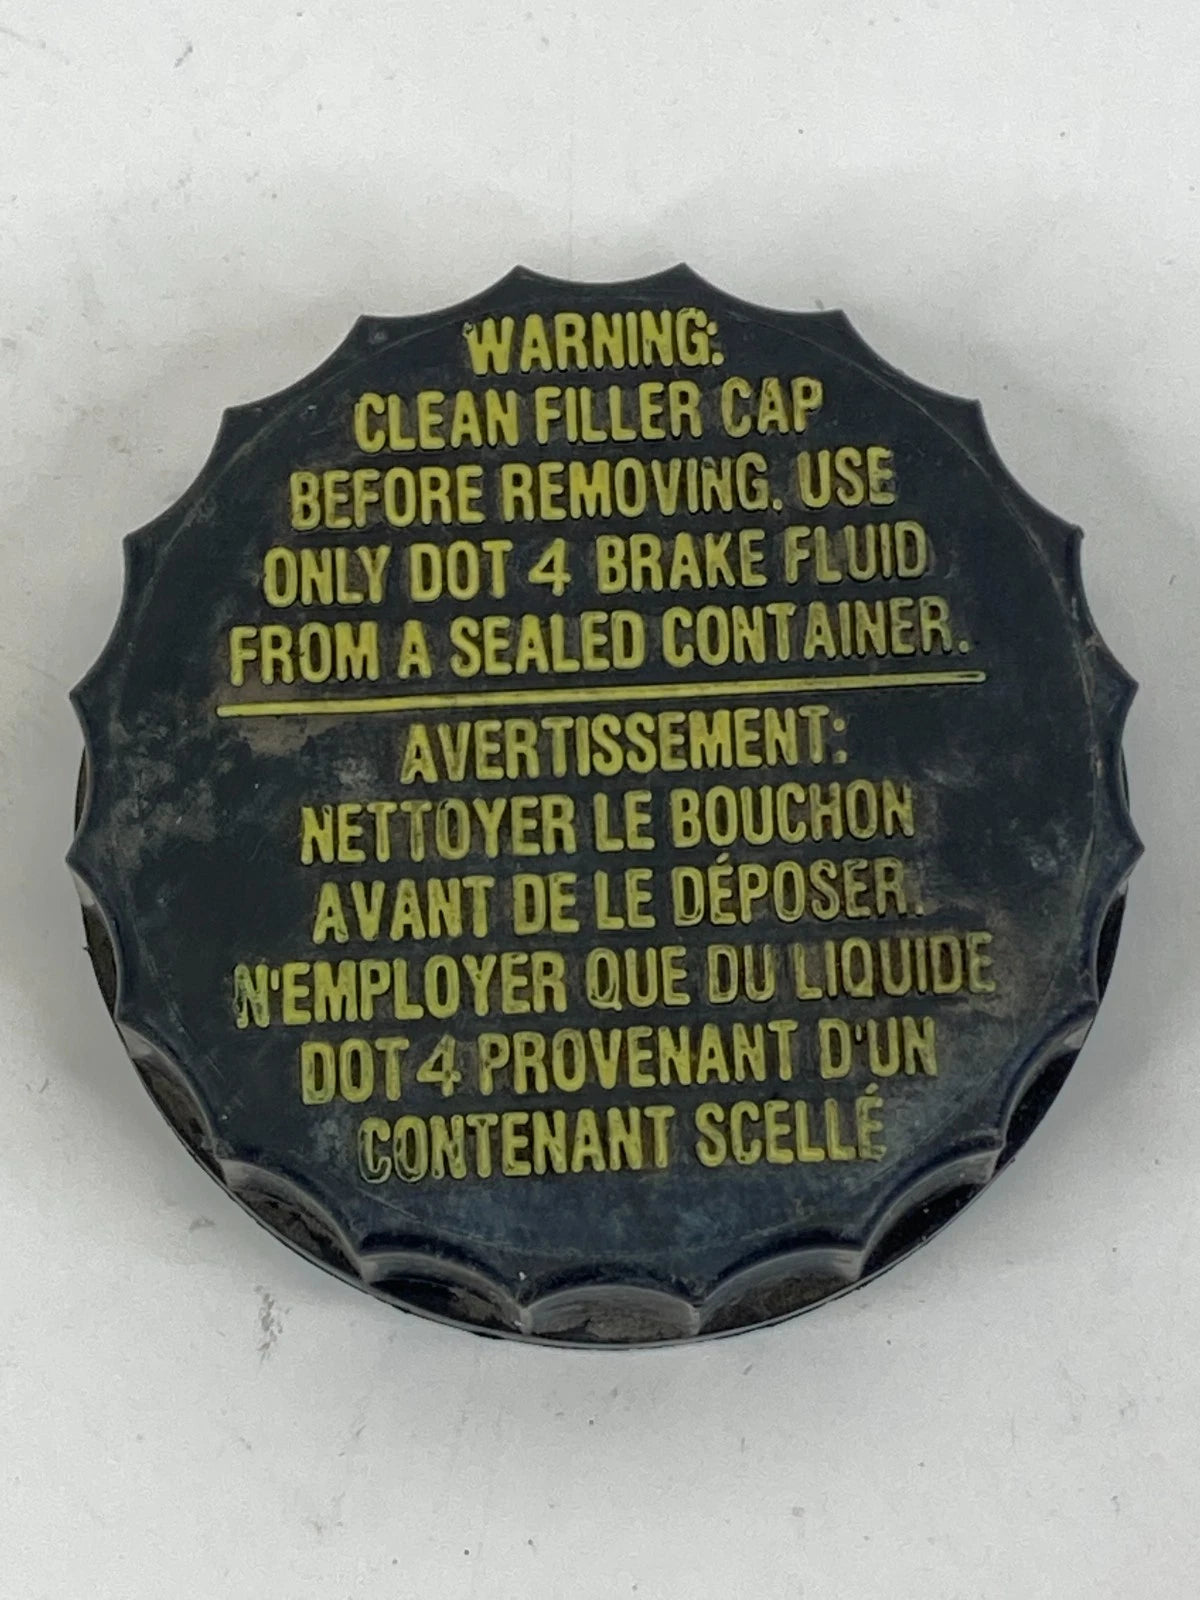 WARNING:
CLEAN FILLER CAP
BEFORE REMOVING. USE
ONLY DOT 4 BRAKE FLUID
FROM A SEALED CONTAINER.
AVERTISSEMENT:
NETTOYER LE BOUCHON
AVANT DE LE DÉPOSER.
N'EMPLOYER QUE DU LIQUIDE
DOT 4 PROVENANT D'UN
CONTENANT SCELLÉ